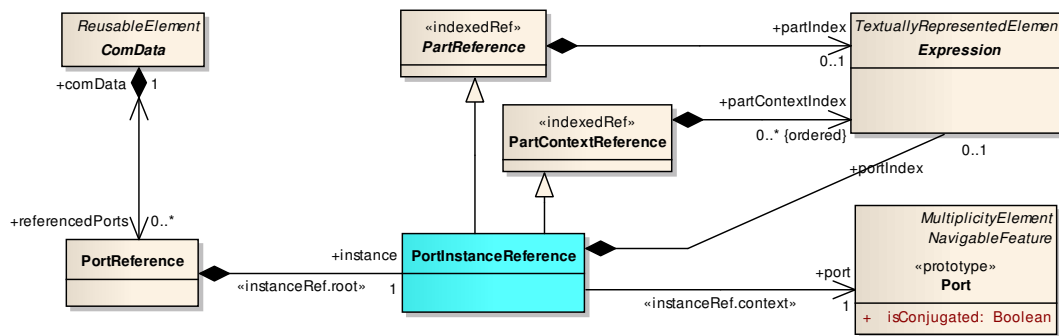 ReusableElement
ComData
+comData
1
+referencedPorts
0..*
PortReference
«indexedRef»
PartReference
+partIndex
0..1
TextuallyRepresentedElement
Expression
«indexedRef»
PartContextReference
+partContextIndex
0..* {ordered}
0..1
+portIndex
+instance
«instanceRef.root»
1
PortInstanceReference
+port
«instanceRef.context»
1
MultiplicityElement
NavigableFeature
«prototype»
Port
+ isConjugated: Boolean